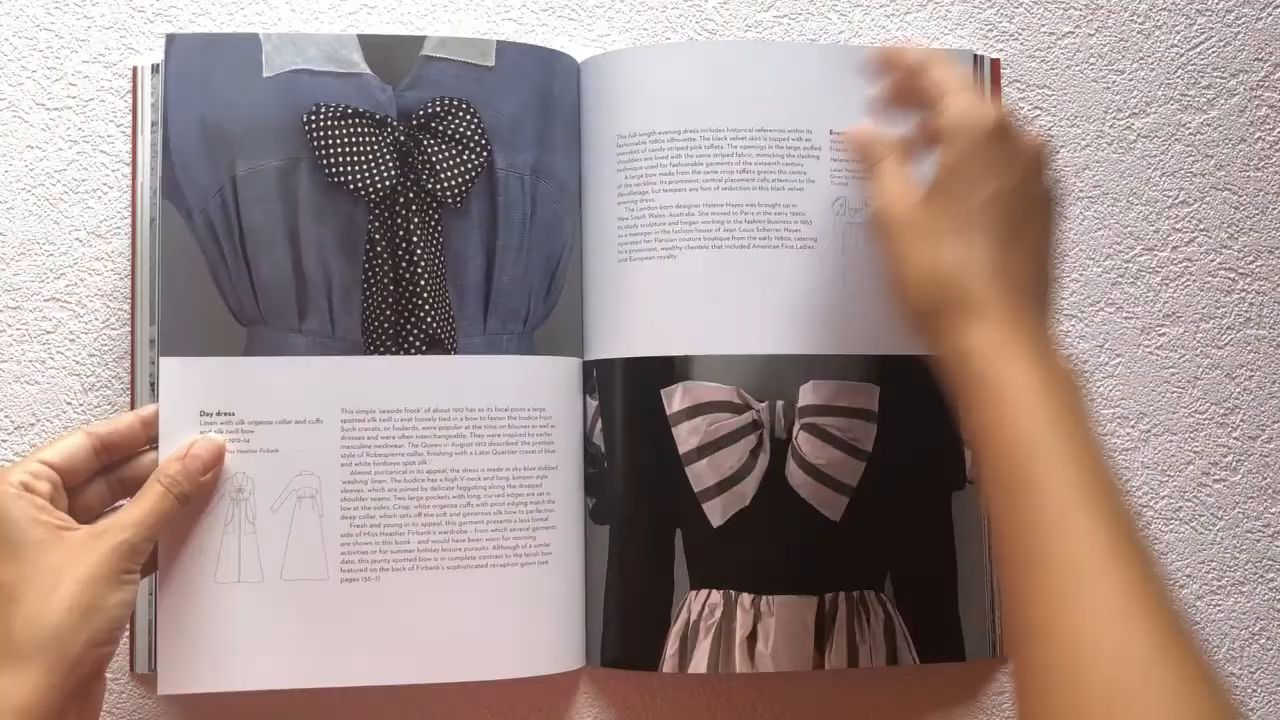 Day dress
Linen with silk organza collar and cuffs
and silk twill bow
1912–14
Miss Heather Firbank
This simple 'seaside frock' of about 1912 has as its focal point a large,
spotted silk twill cravat loosely tied in a bow to fasten the bodice front.
Such cravats, or foulards, were popular at the time on blouses as well as
dresses and were often interchangeable. They were inspired by earlier
masculine neckwear. The Queen in August 1912 described 'the prettiest
style of Robespierre collar, finishing with a Latin Quartier cravat of blue
and white birdseye spot silk'.
Almost puritanical in its appeal, the dress is made in sky-blue slubbed
'washing' linen. The bodice has a high V-neck and long, kimono-style
sleeves, which are joined by delicate faggoting along the dropped
shoulder seams. Two large pockets with long, curved edges are set in
low at the sides. Crisp, white organza cuffs with picot edging match the
deep collar, which sets off the soft and generous silk bow to perfection.
Fresh and young in its appeal, this garment presents a less formal
side of Miss Heather Firbank's wardrobe – from which several garments
are shown in this book – and would have been worn for morning
activities or for summer holiday leisure pursuits. Although of a similar
date, this jaunty spotted bow is in complete contrast to the lavish bow
featured on the back of Firbank's sophisticated reception gown (see
pages 136–7).
This full-length evening dress includes historical references within its
fashionable 1980s silhouette. The black velvet skirt is topped with an
overskirt of candy-striped pink taffeta. The openings in the large, puffed
shoulders are lined with the same striped fabric, mimicking the slashing
technique used for fashionable garments of the sixteenth century.
A large bow made from the same crisp taffeta graces the centre
of the neckline. Its prominent, central placement calls attention to the
décolletage, but tempers any hint of seduction in this black velvet
evening dress.
The London-born designer Helene Hayes was brought up in
New South Wales, Australia. She moved to Paris in the early 1960s
to study sculpture and began working in the fashion business in 1965
as a manager in the fashion house of Jean-Louis Scherrer. Hayes
operated her Parisian couture boutique from the early 1980s, catering
to a prominent, wealthy clientele that included American First Ladies
and European royalty.